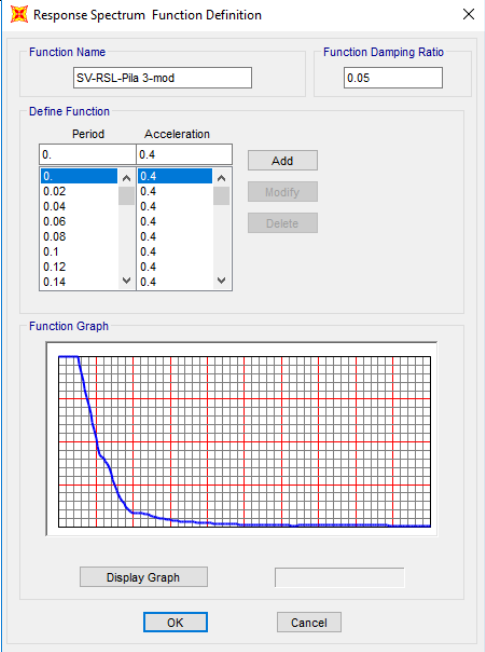 Response Spectrum Function Definition
Function Name
Function Damping Ratio
SV-RSL-Pila 3-mod
0.05
Define Function
Period Acceleration
0. 0.4
Add
0. 0.4
0.02 0.4
Modify
0.04 0.4
0.06 0.4
Delete
0.08 0.4
0.1 0.4
0.12 0.4
0.14 0.4
Function Graph
Display Graph
OK Cancel